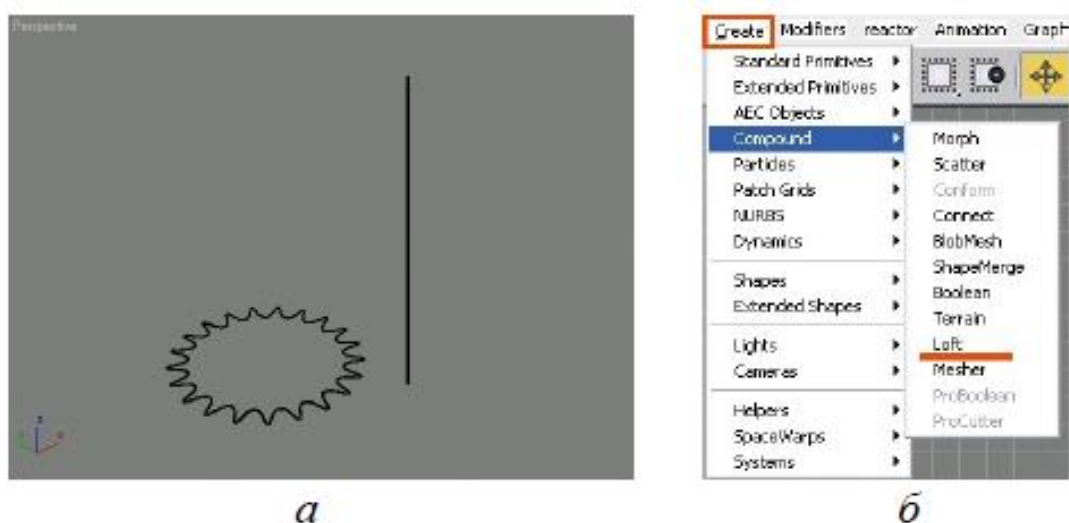 Perspective
Create Modifiers reactor Animation Graph
Standard Primitives
Extended Primitives
AEC Objects
Compound
Particles
Patch Grids
NURBS
Dynamics
Shapes
Extended Shapes
Lights
Cameras
Helpers
SpaceWarps
Systems
Morph
Scatter
Conform
Connect
BlobMesh
ShapeMerge
Boolean
Terrain
Loft
Mesher
ProBoolean
ProCutter
а
б